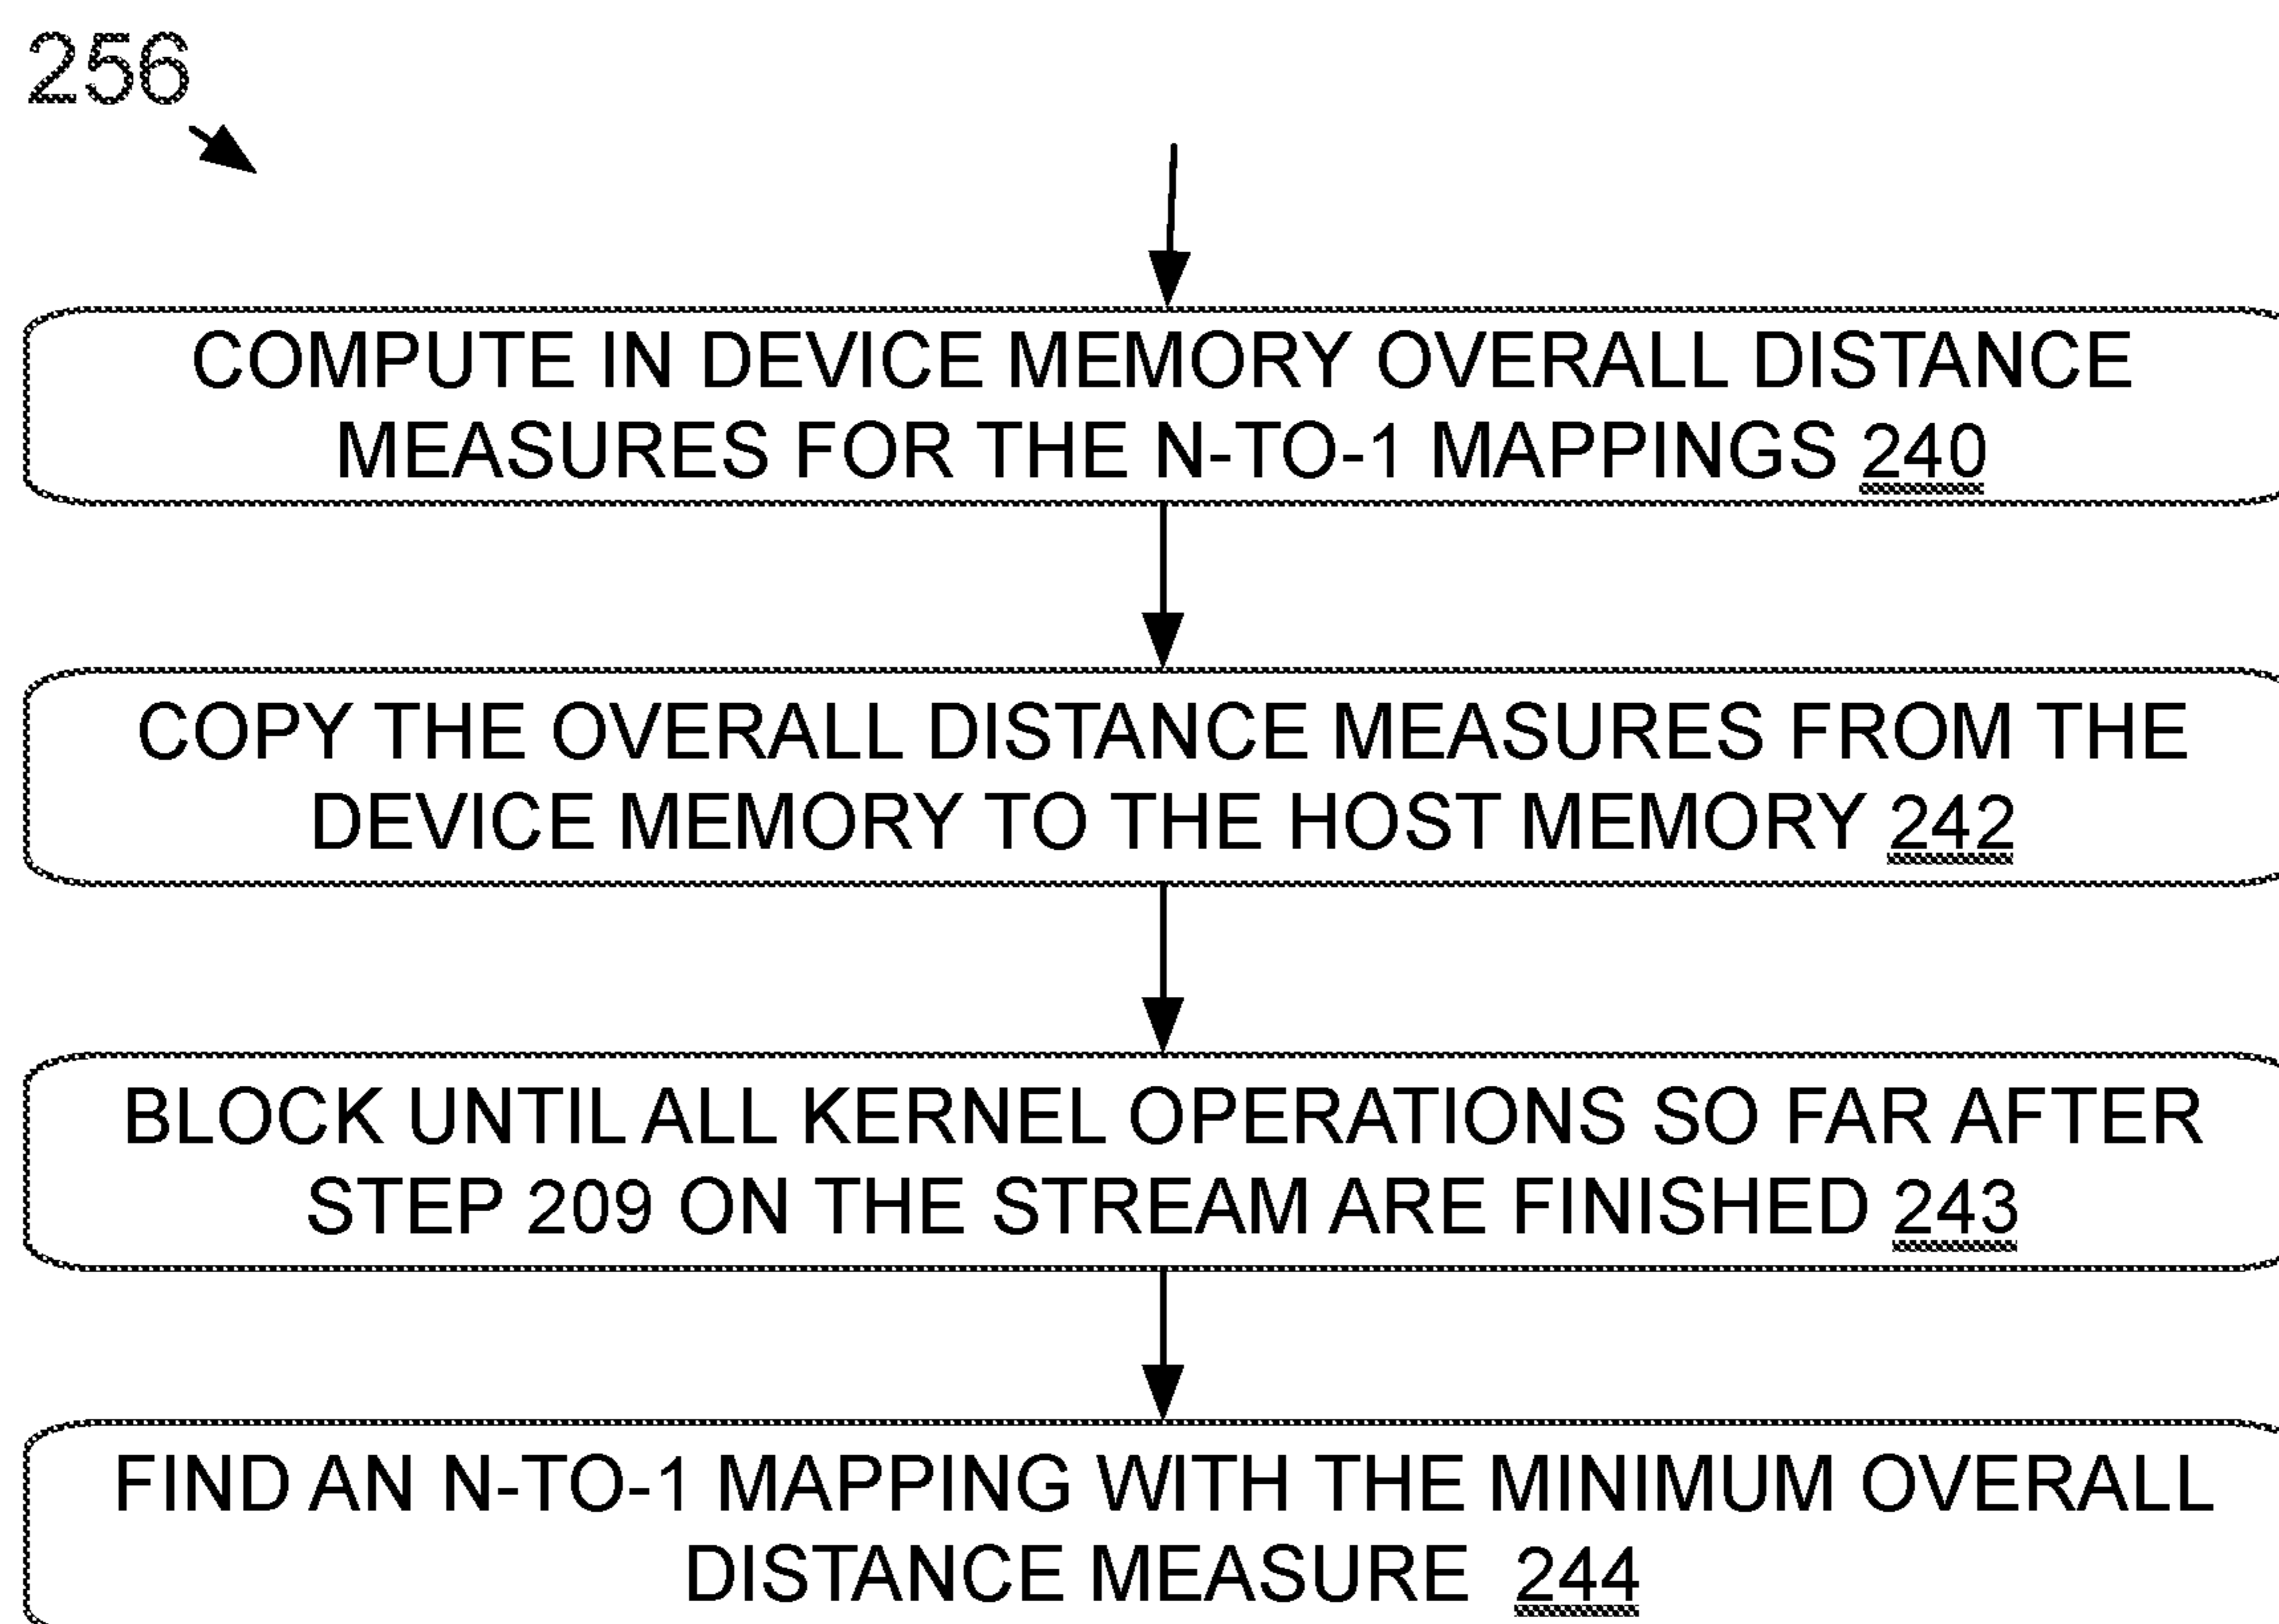 256
COMPUTE IN DEVICE MEMORY OVERALL DISTANCE
MEASURES FOR THE N-TO-1 MAPPINGS 240
COPY THE OVERALL DISTANCE MEASURES FROM THE
DEVICE MEMORY TO THE HOST MEMORY 242
BLOCK UNTIL ALL KERNEL OPERATIONS SO FAR AFTER
STEP 209 ON THE STREAM ARE FINISHED 243
FIND AN N-TO-1 MAPPING WITH THE MINIMUM OVERALL
DISTANCE MEASURE 244